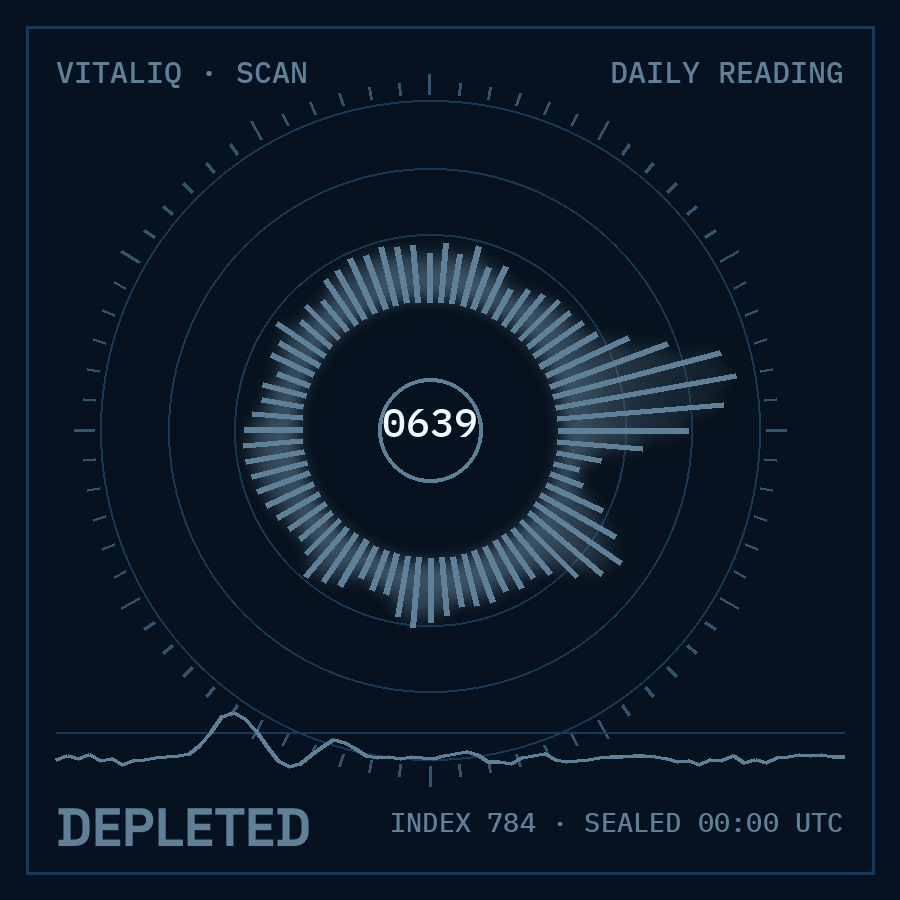 VITALIQ · SCAN
DAILY READING
0639
DEPLETED
INDEX 784 · SEALED 00:00 UTC